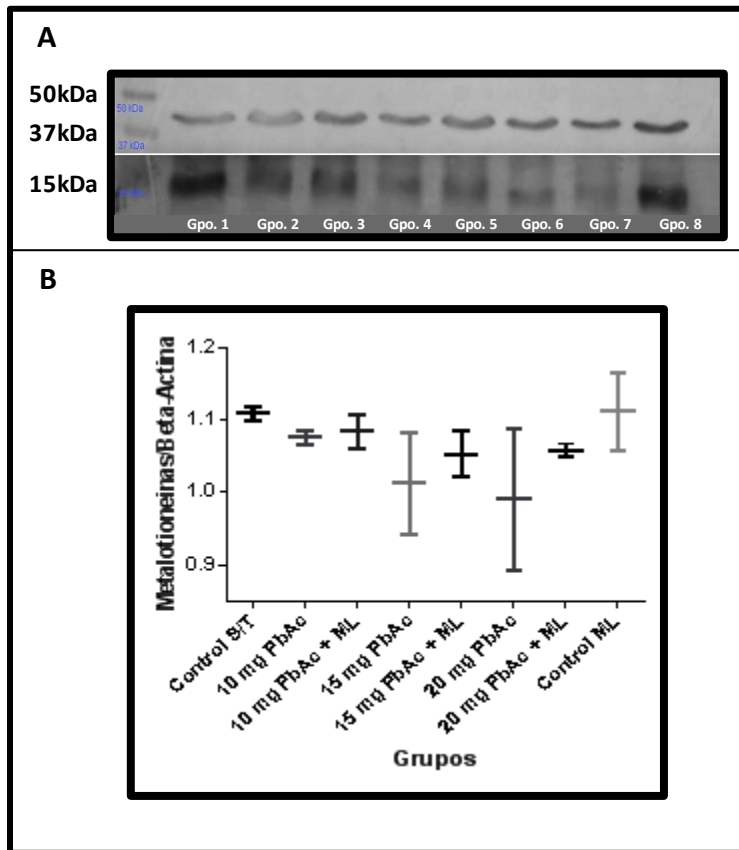 A
50kDa
50 kDa
37kDa
37 kDa
15kDa
Gpo. 1 Gpo. 2 Gpo. 3 Gpo. 4 Gpo. 5 Gpo. 6 Gpo. 7 Gpo. 8
B
Metalotioneinas/Beta-Actina
1.2
1.1
1.0
0.9
Control S/T
10 mg PbAc
10 mg PbAc + ML
15 mg PbAc
15 mg PbAc + ML
20 mg PbAc
20 mg PbAc + ML
Control ML
Grupos